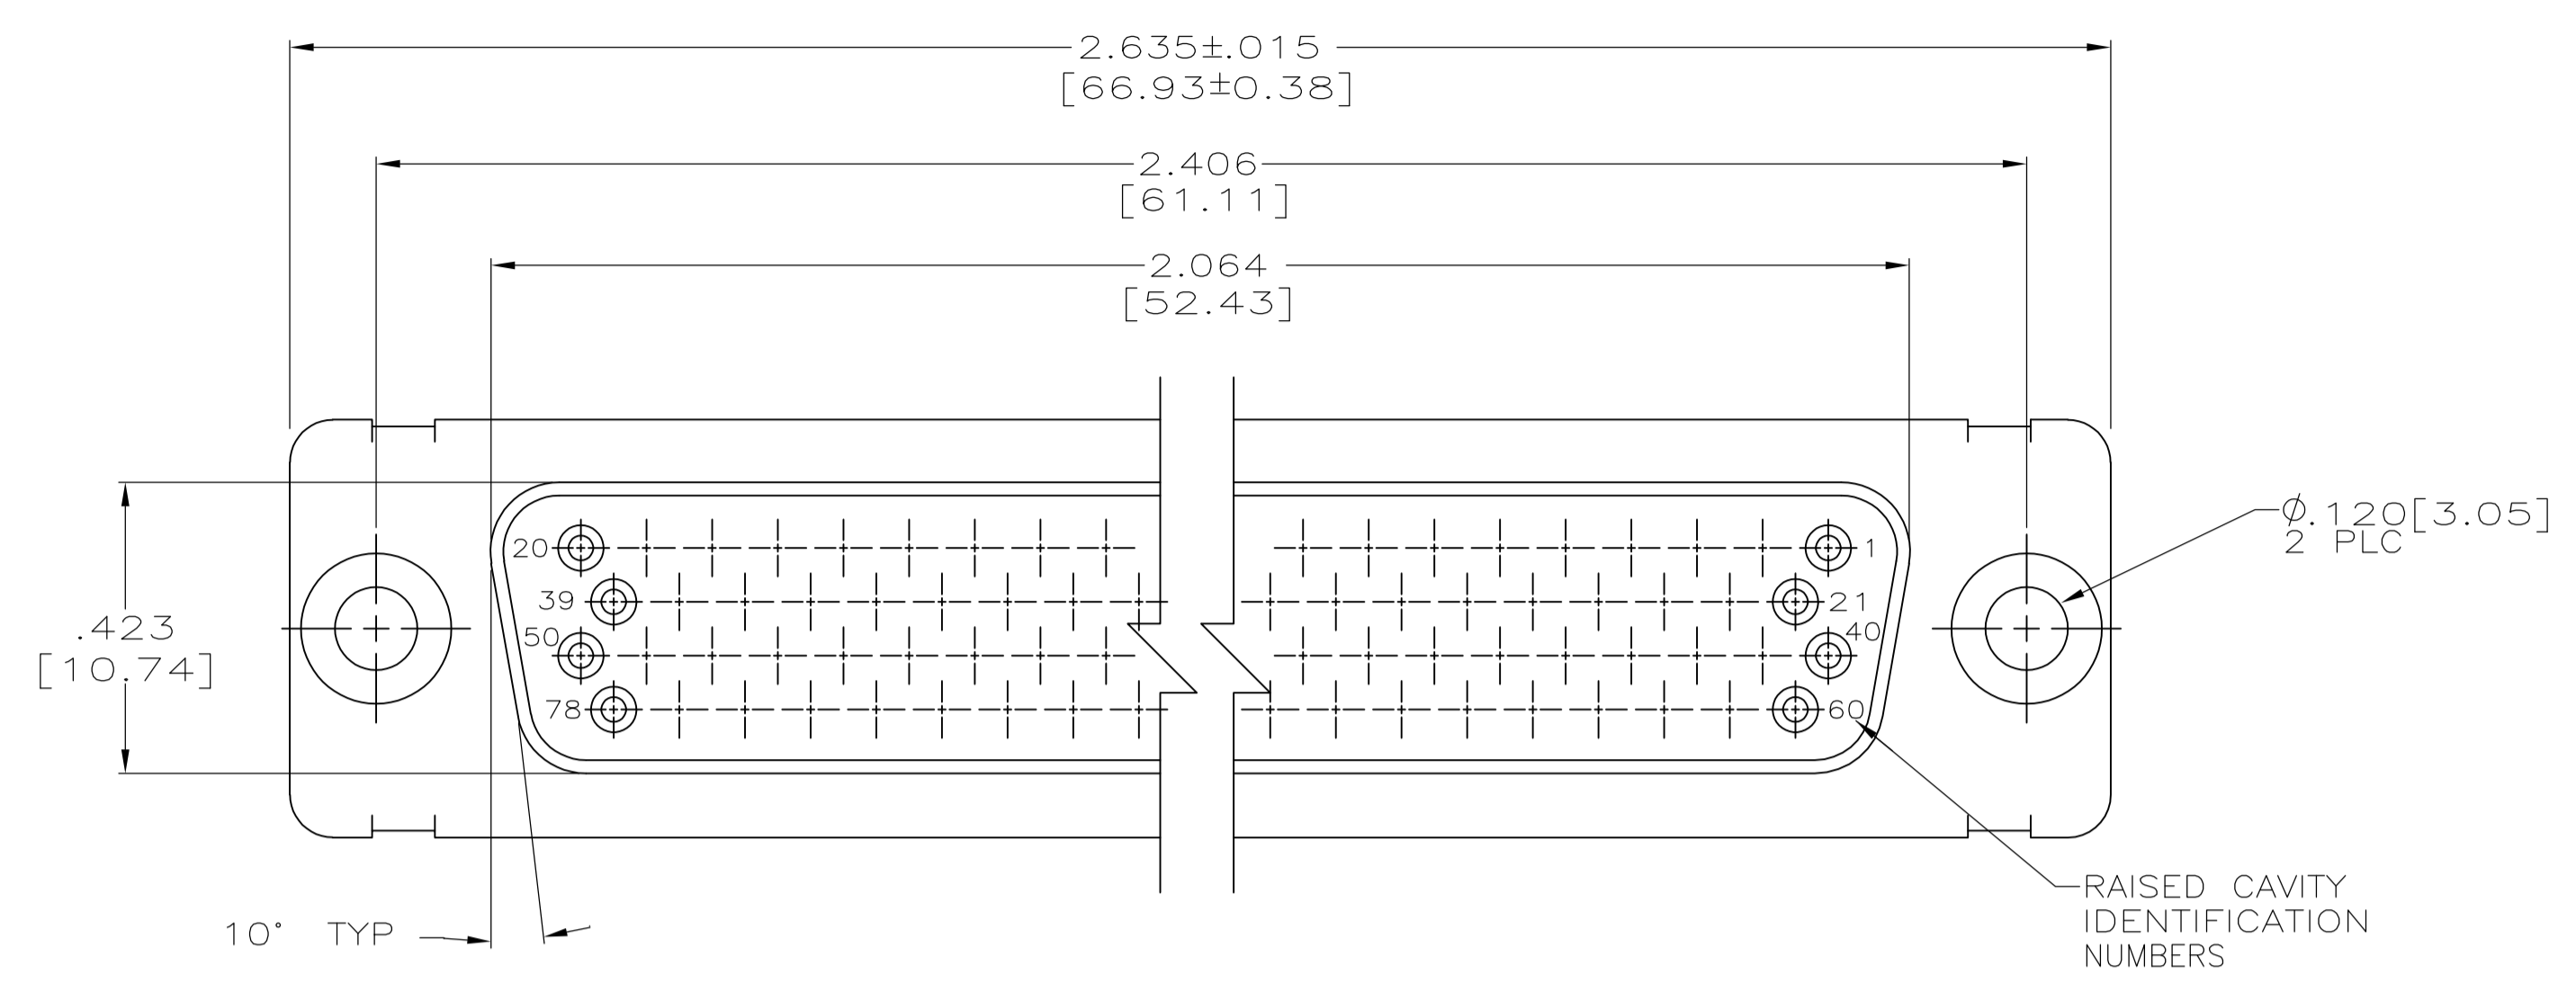 2.635±.015
[66.93±0.38]
2.406
[61.11]
2.064
[52.43]
Ø.120[3.05]
2 PLC
20
1
39
21
50
40
78
60
.423
[10.74]
10° TYP
RAISED CAVITY
IDENTIFICATION
NUMBERS